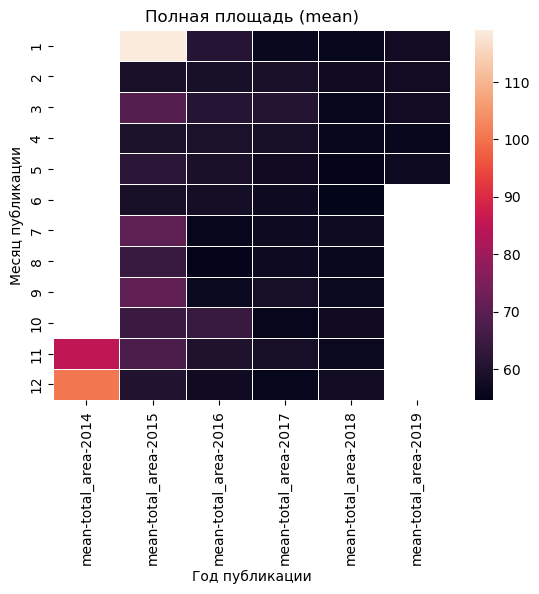 Полная площадь (mean)
Месяц публикации
1
2
3
4
5
6
7
8
9
10
11
12
mean-total_area-2014
mean-total_area-2015
mean-total_area-2016
mean-total_area-2017
mean-total_area-2018
mean-total_area-2019
Год публикации
110
100
90
80
70
60